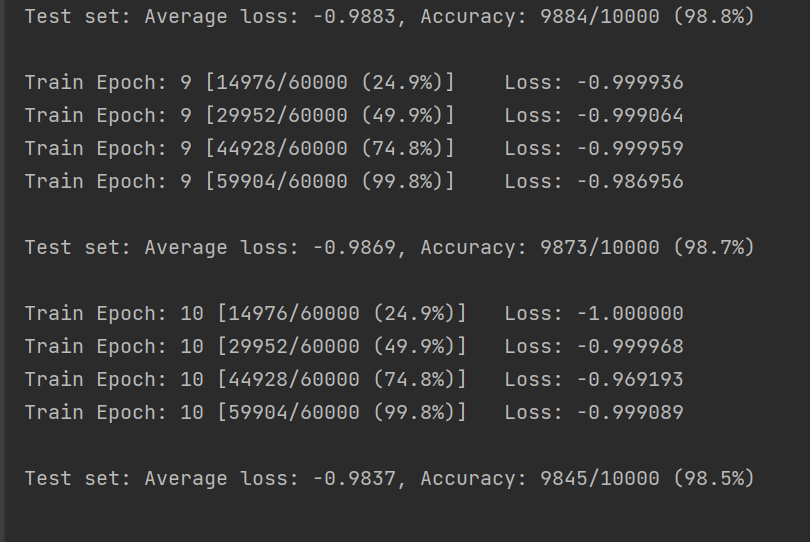 Test set: Average loss: -0.9883, Accuracy: 9884/10000 (98.8%)
Train Epoch: 9 [14976/60000 (24.9%)]    Loss: -0.999936
Train Epoch: 9 [29952/60000 (49.9%)]    Loss: -0.999064
Train Epoch: 9 [44928/60000 (74.8%)]    Loss: -0.999959
Train Epoch: 9 [59904/60000 (99.8%)]    Loss: -0.986956
Test set: Average loss: -0.9869, Accuracy: 9873/10000 (98.7%)
Train Epoch: 10 [14976/60000 (24.9%)]   Loss: -1.000000
Train Epoch: 10 [29952/60000 (49.9%)]   Loss: -0.999968
Train Epoch: 10 [44928/60000 (74.8%)]   Loss: -0.969193
Train Epoch: 10 [59904/60000 (99.8%)]   Loss: -0.999089
Test set: Average loss: -0.9837, Accuracy: 9845/10000 (98.5%)